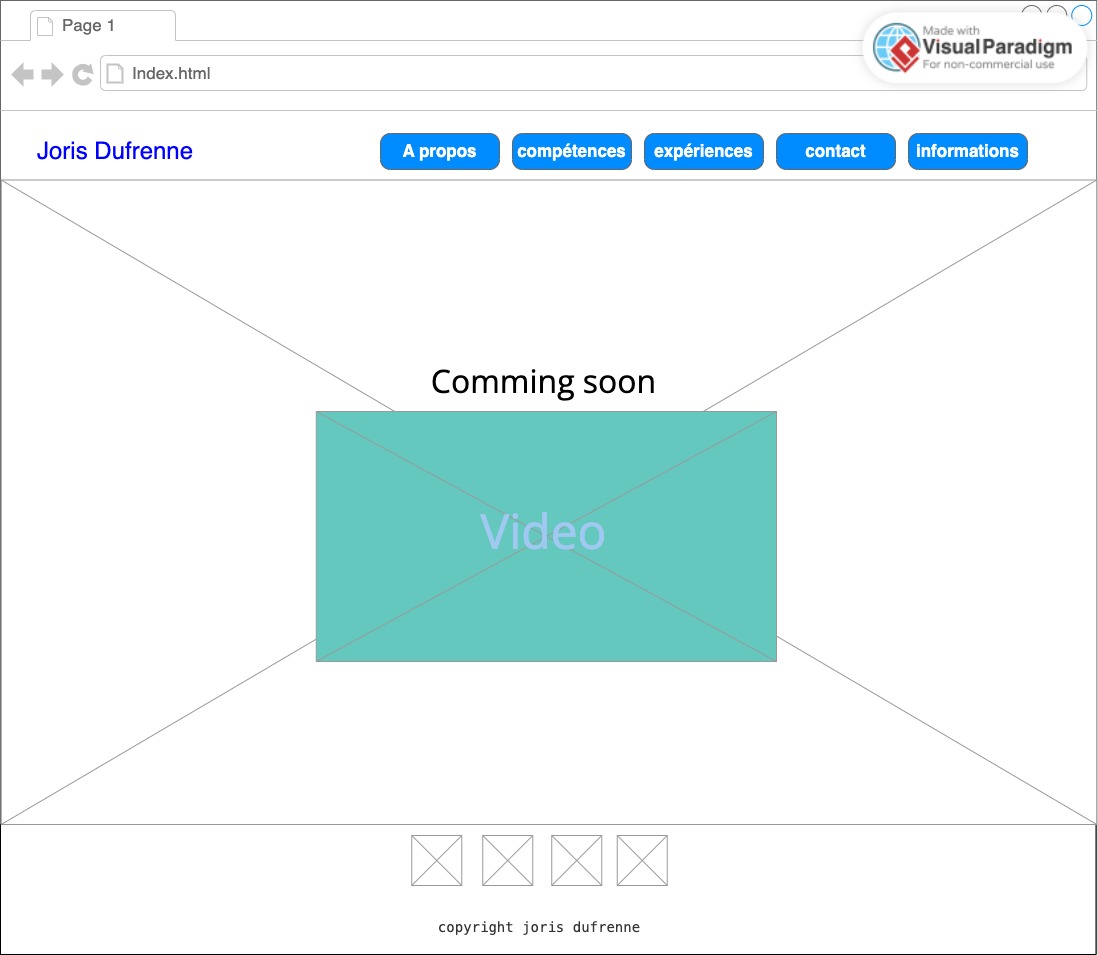 Page 1
Made with
Visual Paradigm
For non-commercial use
Index.html
Joris Dufrenne
A propos
compétences
expériences
contact
informations
Comming soon
Video
copyright joris dufrenne